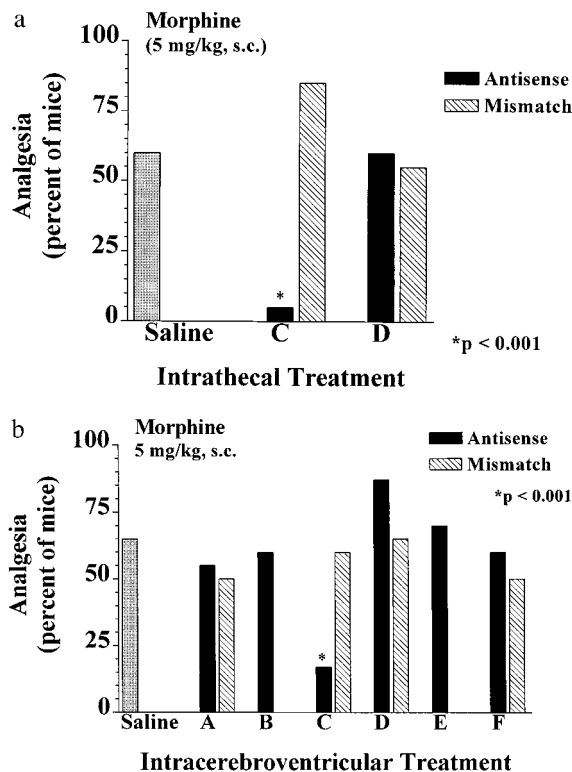 a
Morphine
(5 mg/kg, s.c.)
100
75
50
25
0
Analgesia
(percent of mice)
Antisense
Mismatch
*
Saline C D
*p < 0.001
Intrathecal Treatment
b
Morphine
5 mg/kg, s.c.
100
75
50
25
0
Analgesia
(percent of mice)
Antisense
Mismatch
*p < 0.001
*
Saline A B C D E F
Intracerebroventricular Treatment